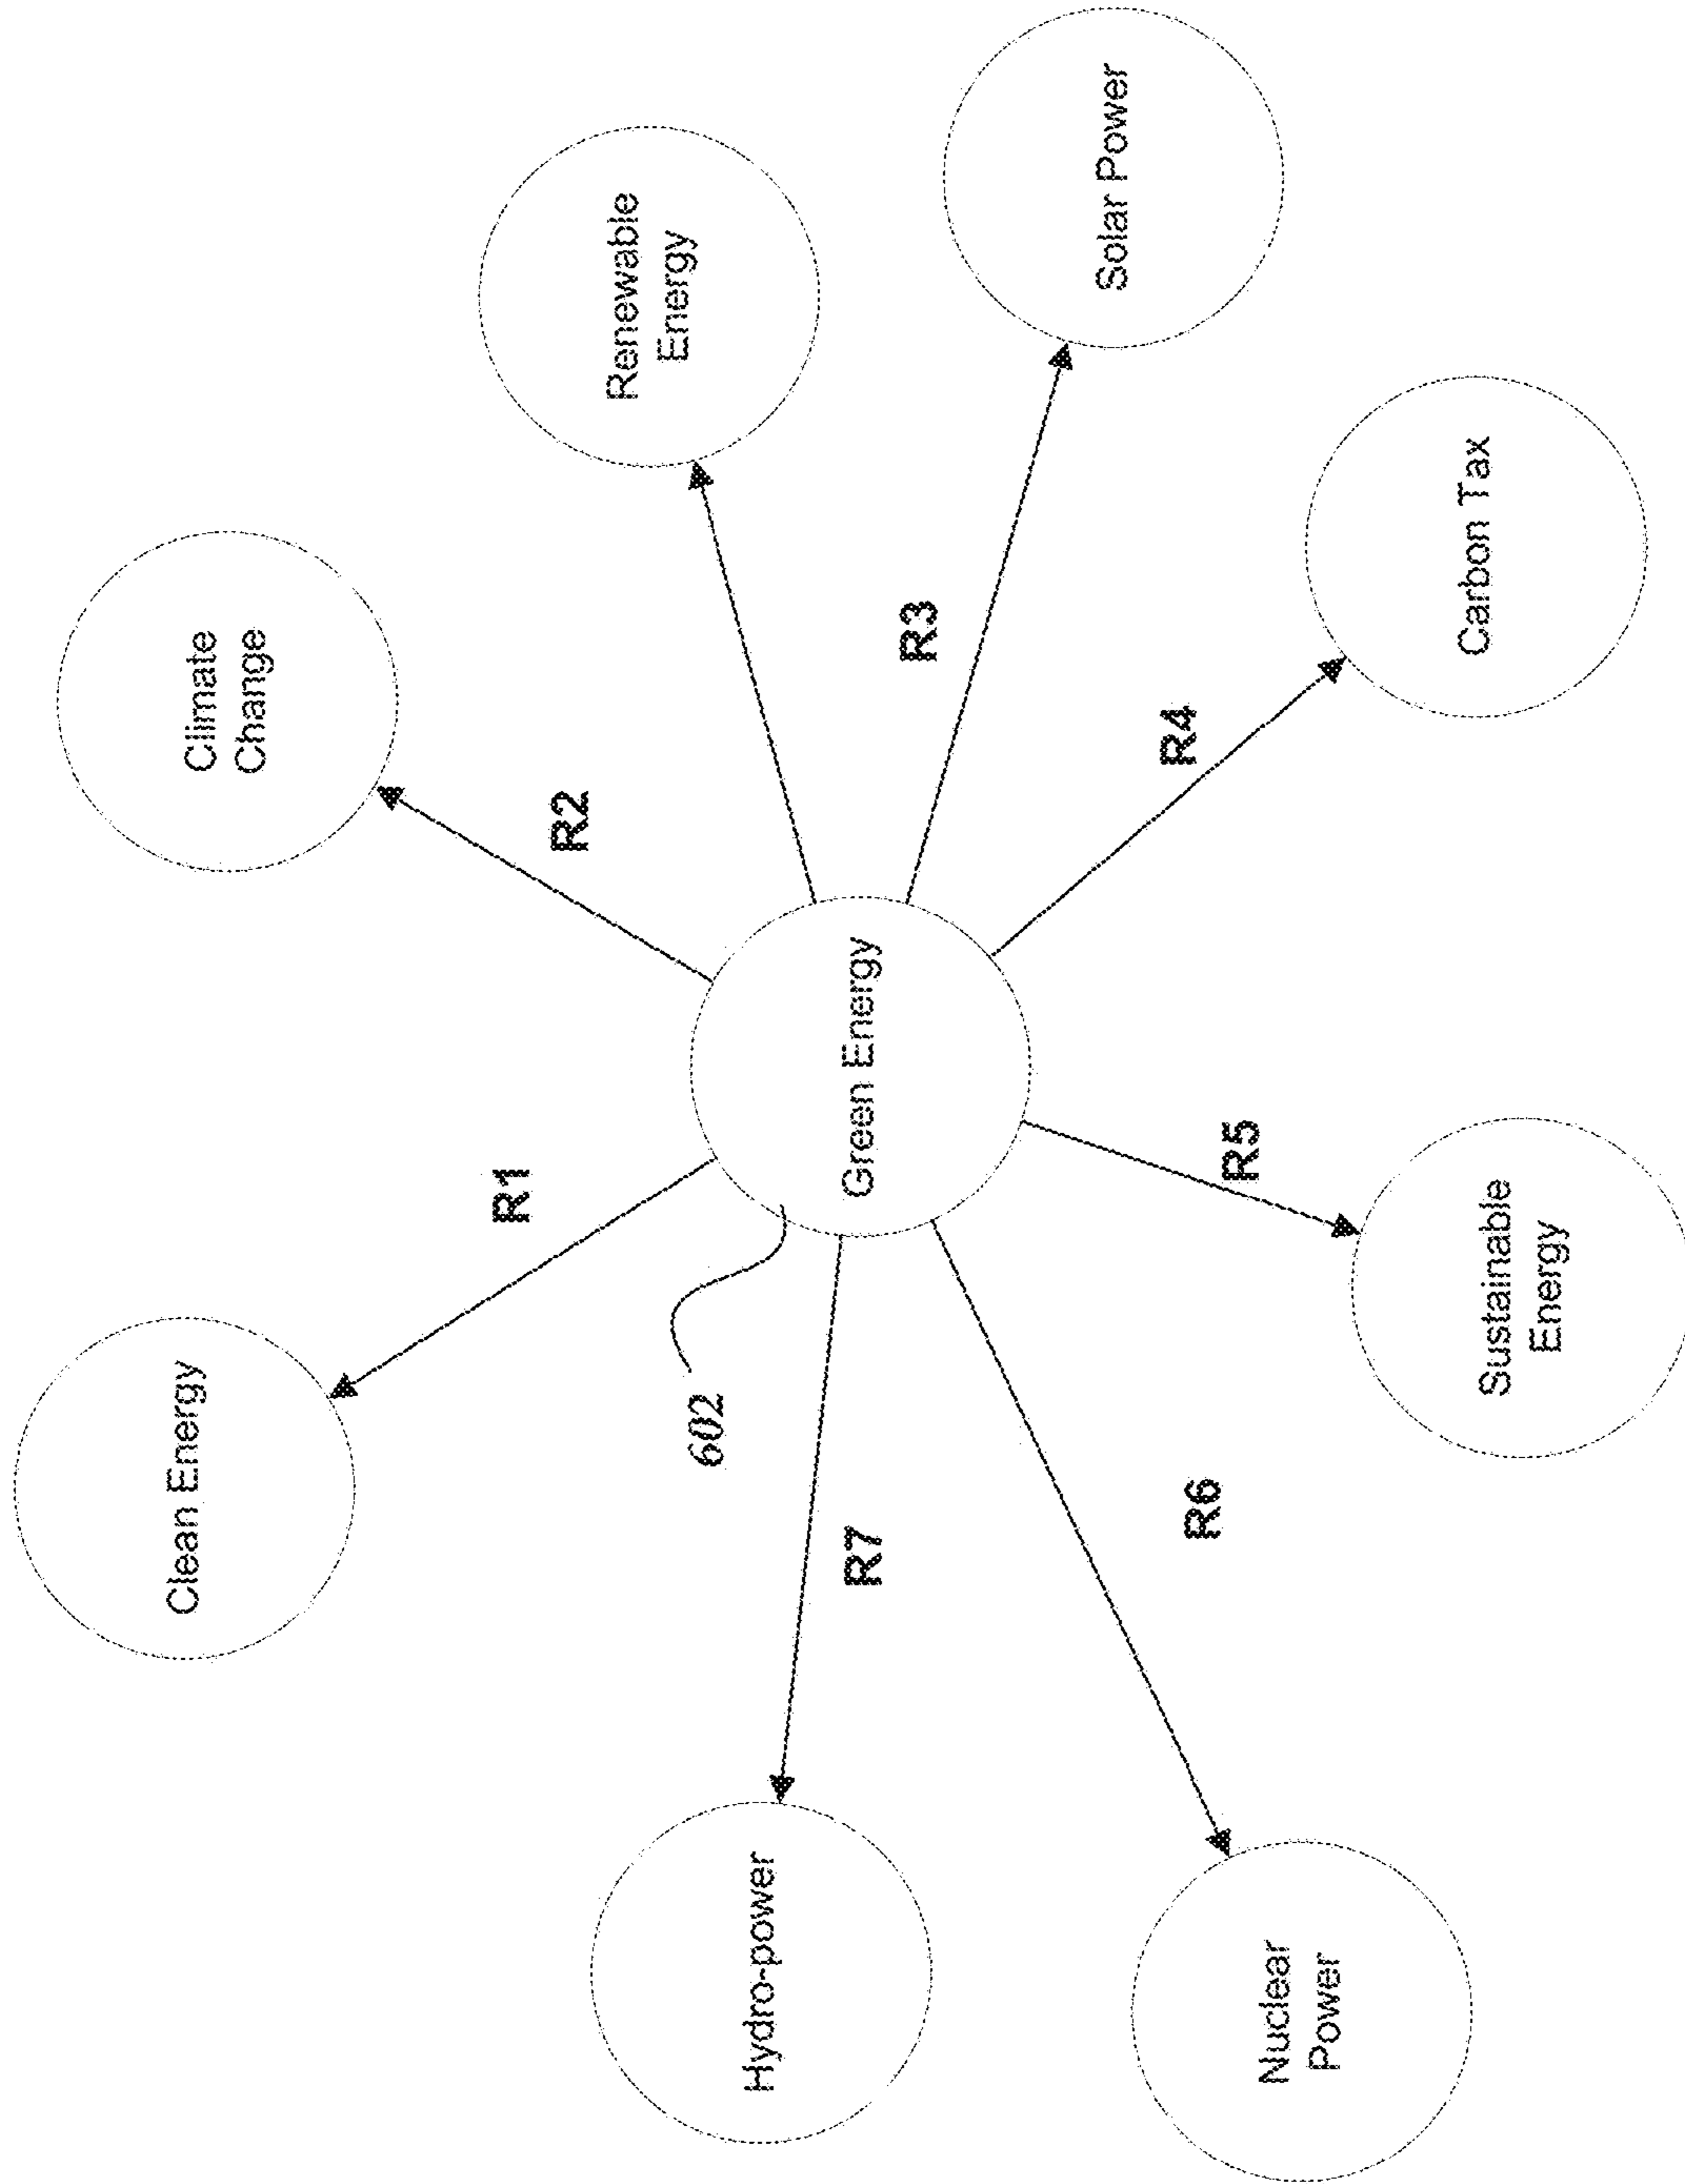 Clean Energy
Climate
Change
R1
R2
Renewable
Energy
602
Hydro-power
R7
Green Energy
R3
Solar Power
R6
R5
R4
Nuclear
Power
Sustainable
Energy
Carbon Tax